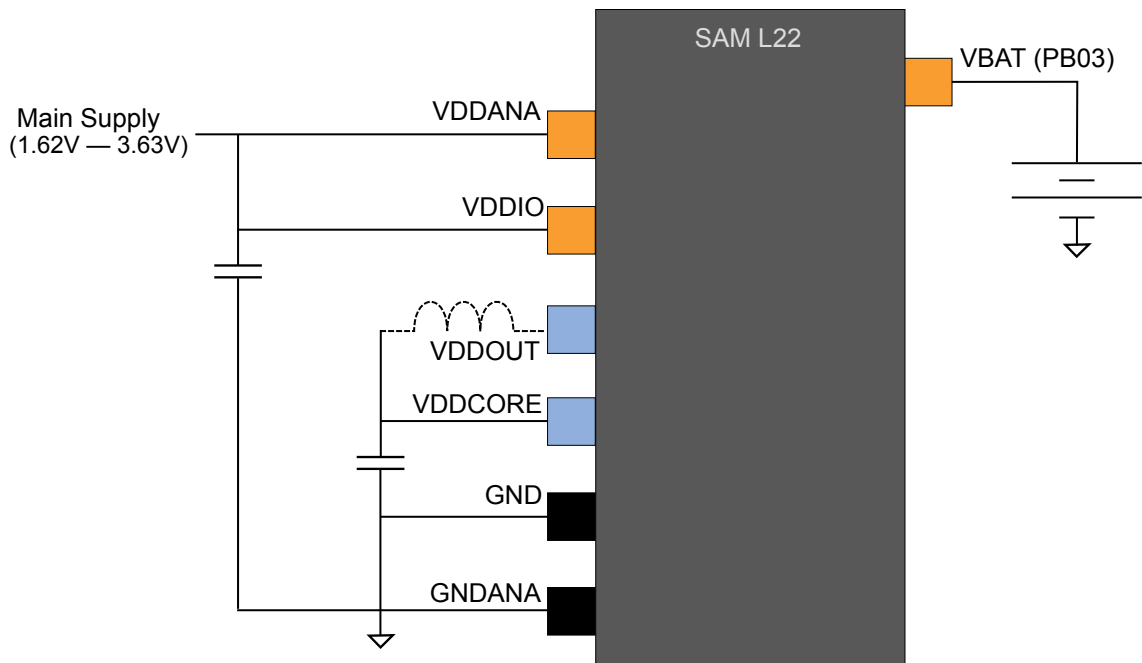 SAM L22
VBAT (PB03)
VDDANA
Main Supply
(1.62V — 3.63V)
VDDIO
VDDOUT
VDDCORE
GND
GNDANA